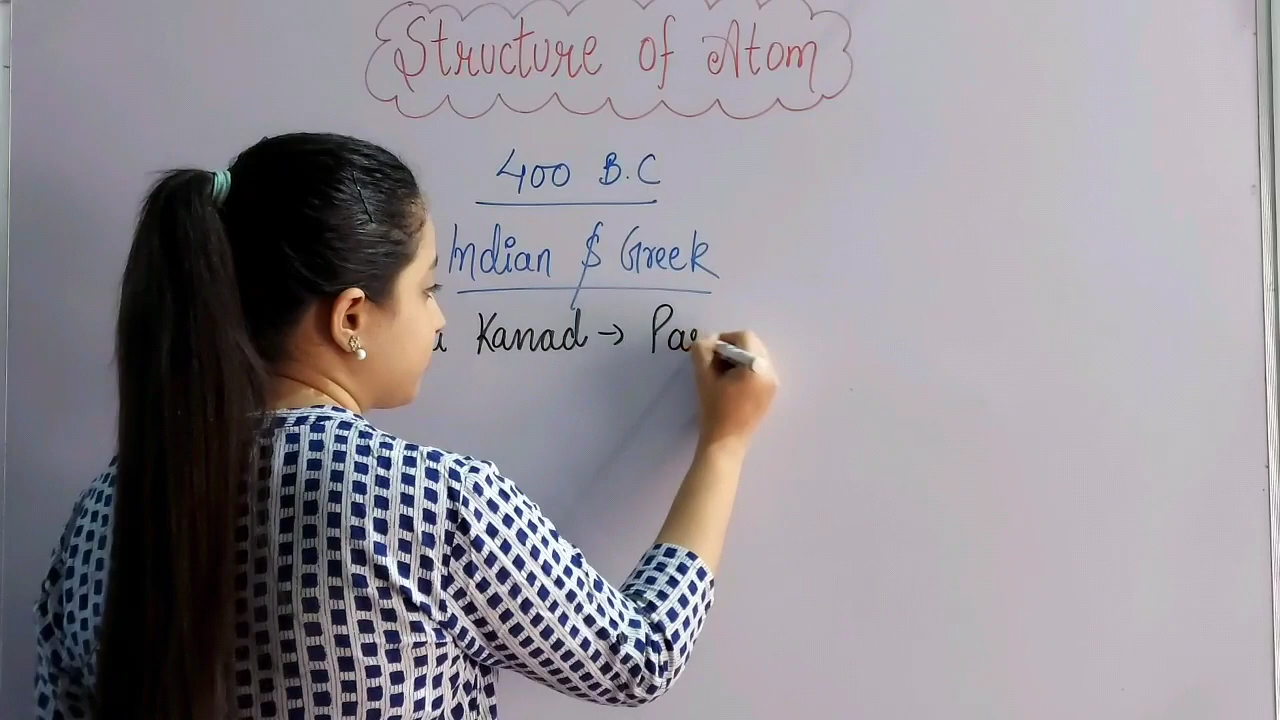 Structure of Atom
400 B.C
Indian & Greek
Kanad → Pa